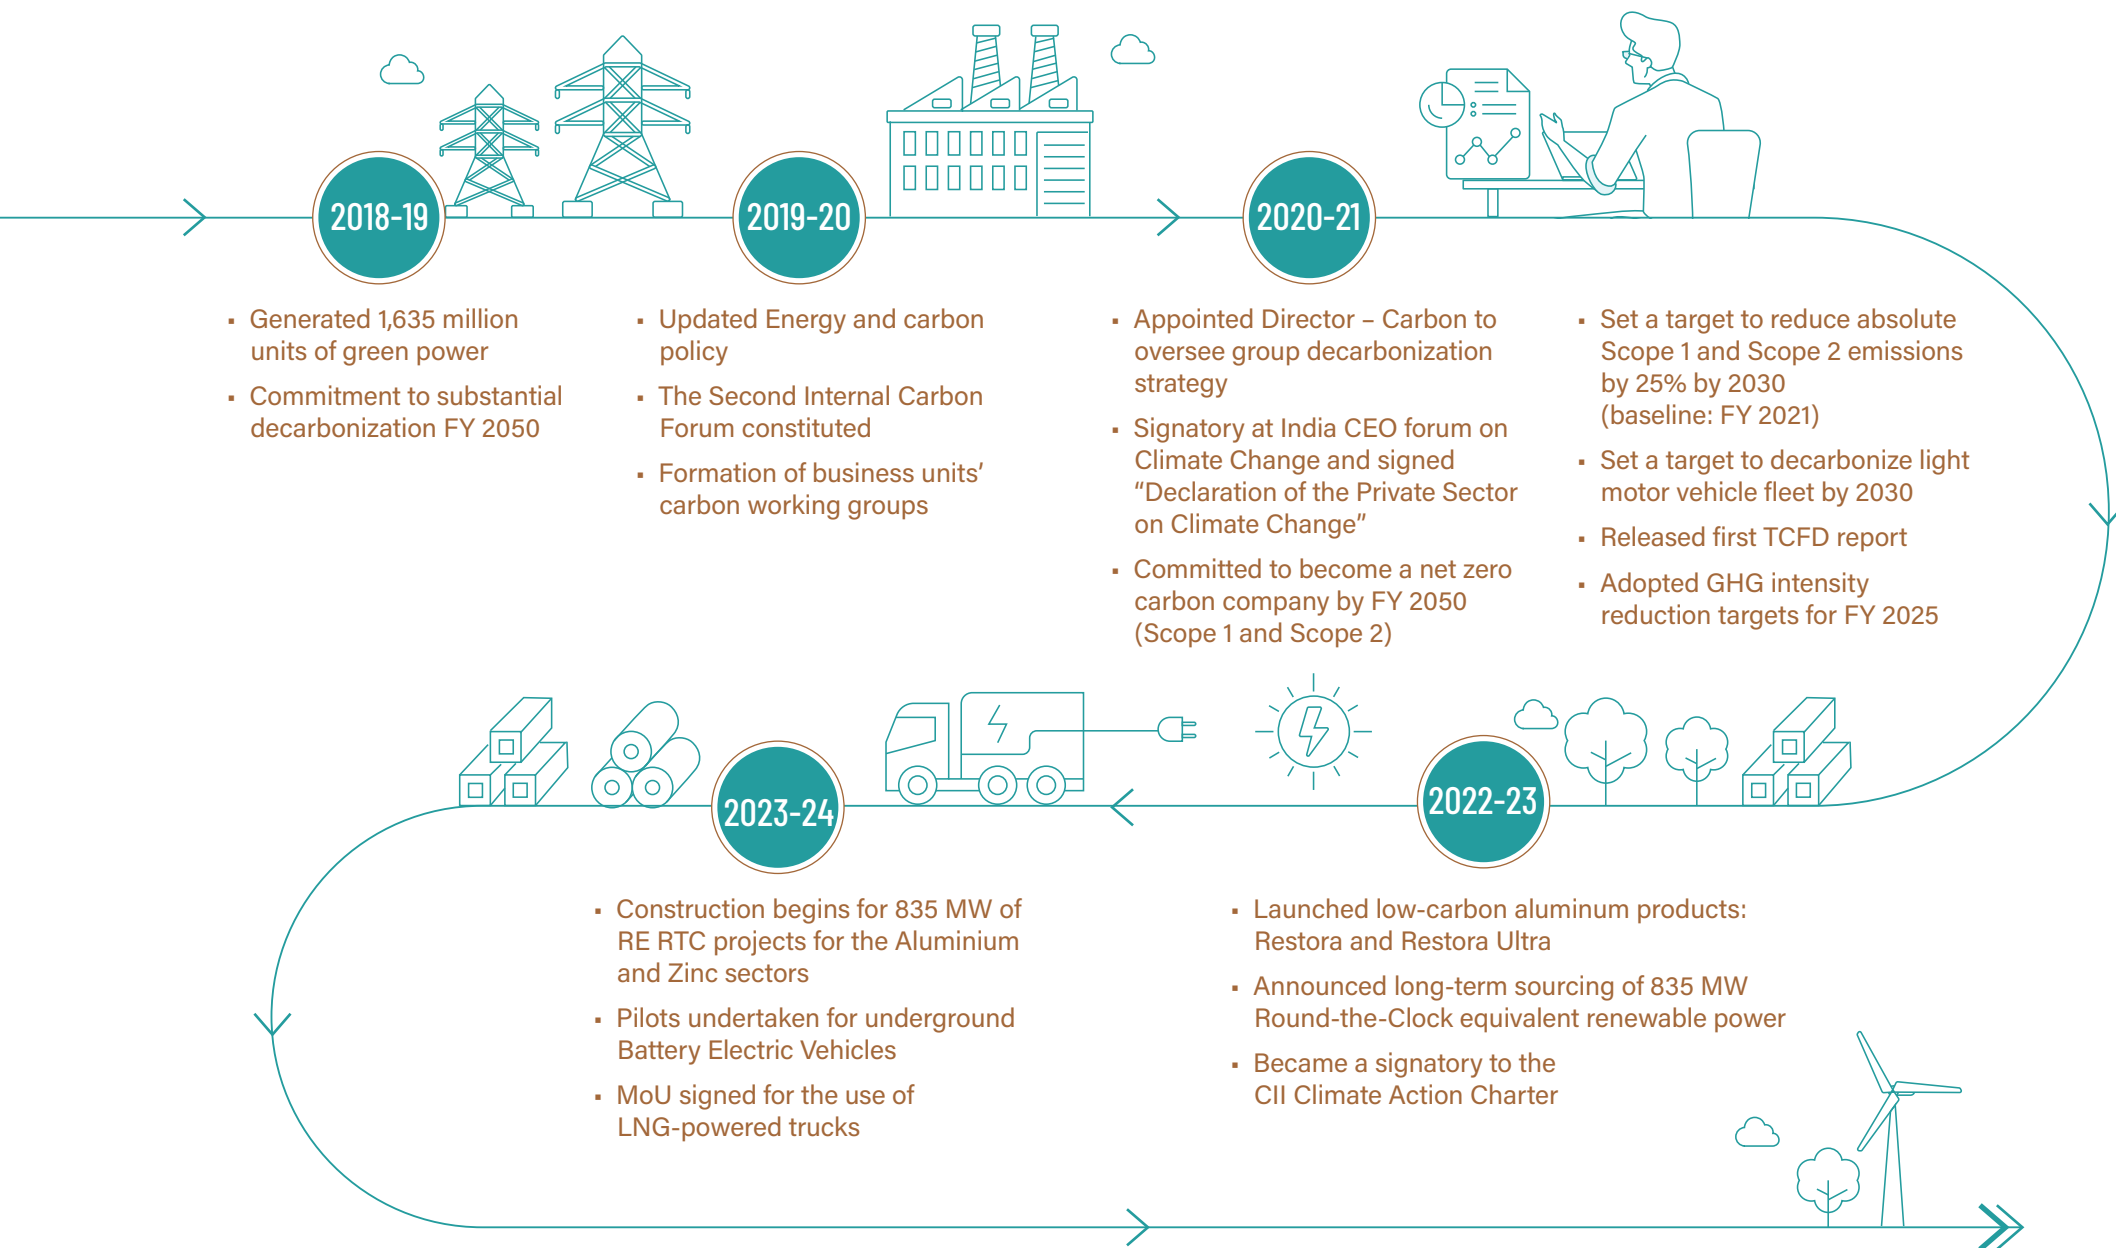 2018-19
▪ Generated 1,635 million
units of green power
▪ Commitment to substantial
decarbonization FY 2050
2019-20
▪ Updated Energy and carbon
policy
▪ The Second Internal Carbon
Forum constituted
▪ Formation of business units’
carbon working groups
2020-21
▪ Appointed Director – Carbon to
oversee group decarbonization
strategy
▪ Signatory at India CEO forum on
Climate Change and signed
“Declaration of the Private Sector
on Climate Change”
▪ Committed to become a net zero
carbon company by FY 2050
(Scope 1 and Scope 2)
▪ Set a target to reduce absolute
Scope 1 and Scope 2 emissions
by 25% by 2030
(baseline: FY 2021)
▪ Set a target to decarbonize light
motor vehicle fleet by 2030
▪ Released first TCFD report
▪ Adopted GHG intensity
reduction targets for FY 2025
2022-23
▪ Launched low-carbon aluminum products:
Restora and Restora Ultra
▪ Announced long-term sourcing of 835 MW
Round-the-Clock equivalent renewable power
▪ Became a signatory to the
CII Climate Action Charter
2023-24
▪ Construction begins for 835 MW of
RE RTC projects for the Aluminium
and Zinc sectors
▪ Pilots undertaken for underground
Battery Electric Vehicles
▪ MoU signed for the use of
LNG-powered trucks